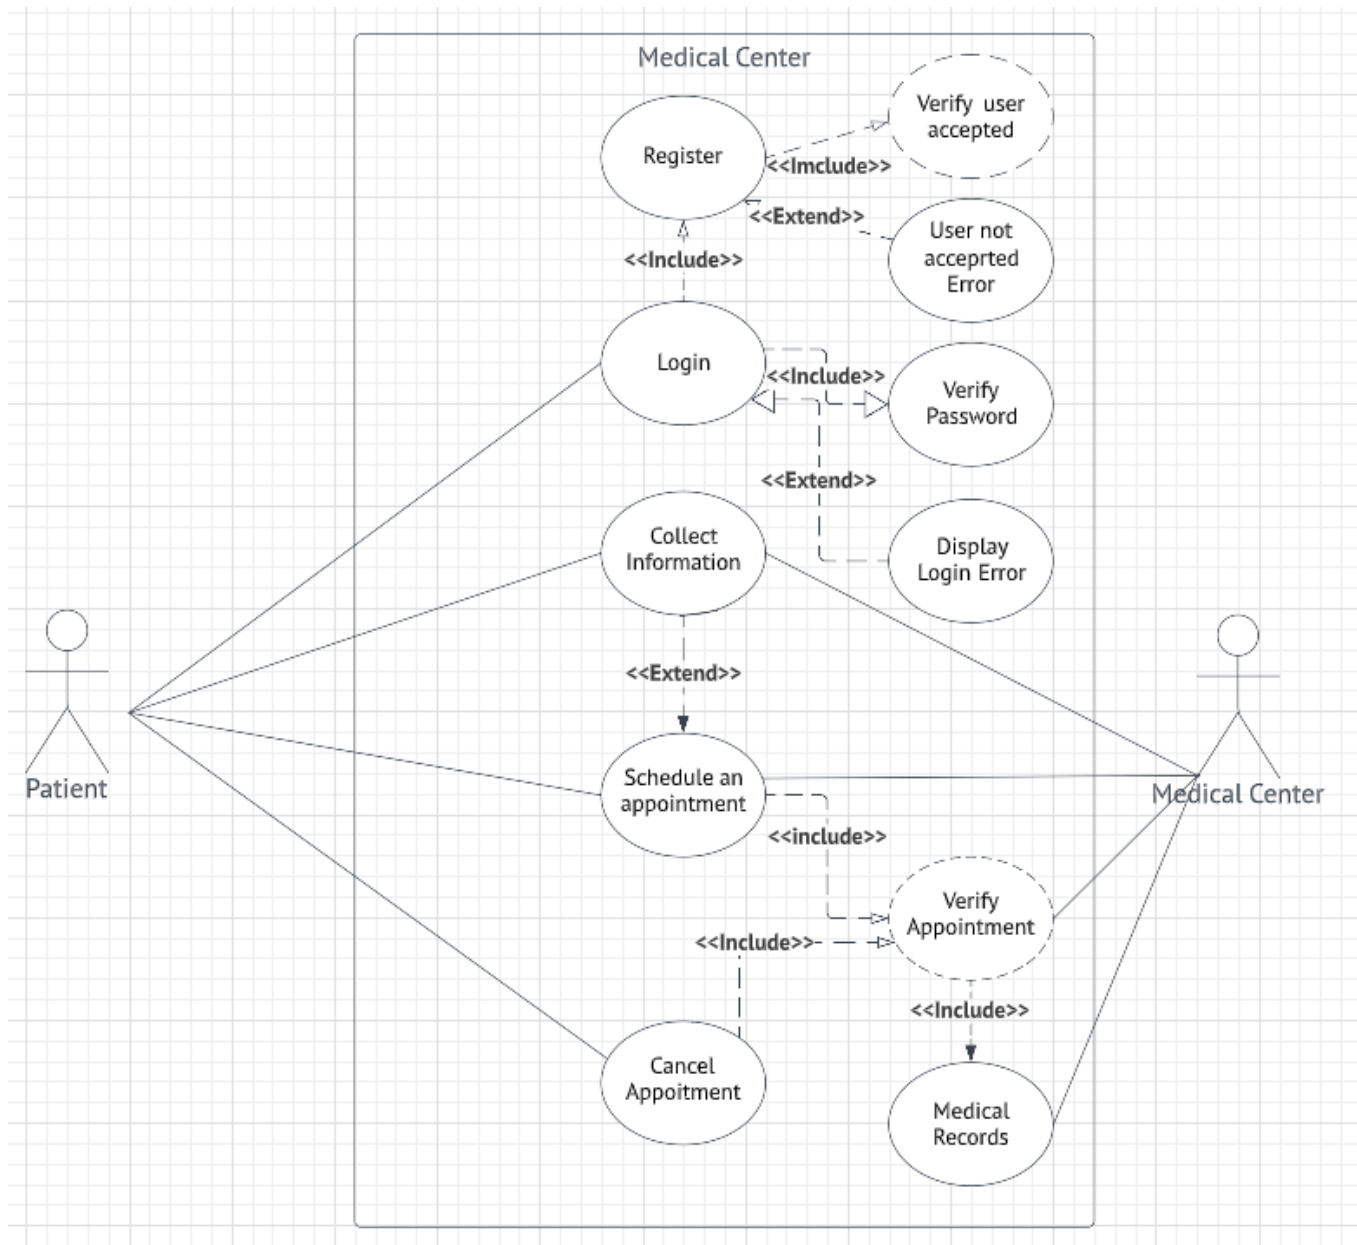 Medical Center
Verify  user
accepted
Register
<<Imclude>>
<<Extend>>
User not
acceprted
Error
<<Include>>
Login
<<Include>>
Verify
Password
<<Extend>>
Collect
Information
Display
Login Error
<<Extend>>
Patient
Schedule an
appointment
Medical Center
<<include>>
Verify
Appointment
<<Include>>
<<Include>>
Cancel
Appoitment
Medical
Records